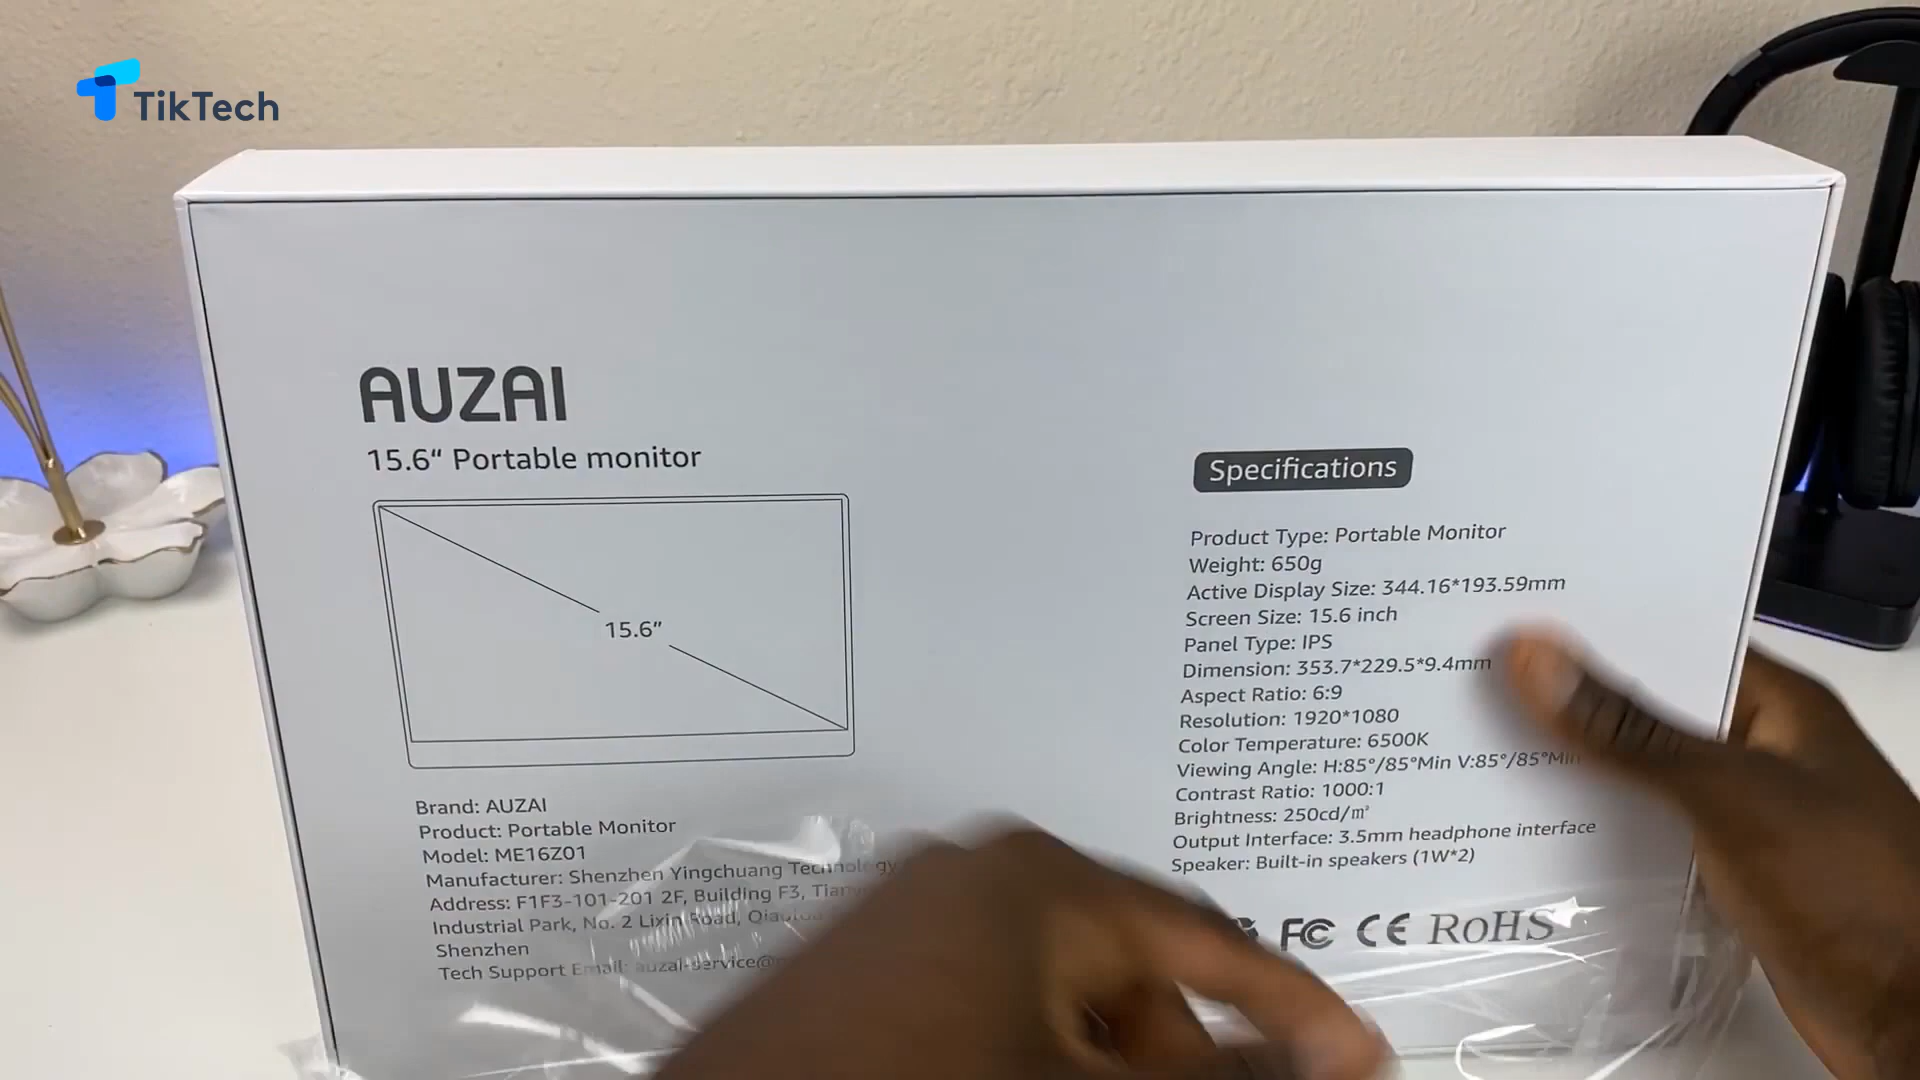 TikTech
AUZAI
15.6“ Portable monitor
15.6”
Brand: AUZAI
Product: Portable Monitor
Model: ME16Z01
Manufacturer: Shenzhen Yingchuang Technology
Address: F1F3-101-201 2F, Building F3,
Industrial Park, No. 2 Lixin Road,
Shenzhen
Tech Support Email: auzai-service@
Specifications
Product Type: Portable Monitor
Weight: 650g
Active Display Size: 344.16*193.59mm
Screen Size: 15.6 inch
Panel Type: IPS
Dimension: 353.7*229.5*9.4mm
Aspect Ratio: 6:9
Resolution: 1920*1080
Color Temperature: 6500K
Viewing Angle: H:85°/85°Min V:85°/85°Min
Contrast Ratio: 1000:1
Brightness: 250cd/m²
Output Interface: 3.5mm headphone interface
Speaker: Built-in speakers (1W*2)
FC CE RoHS